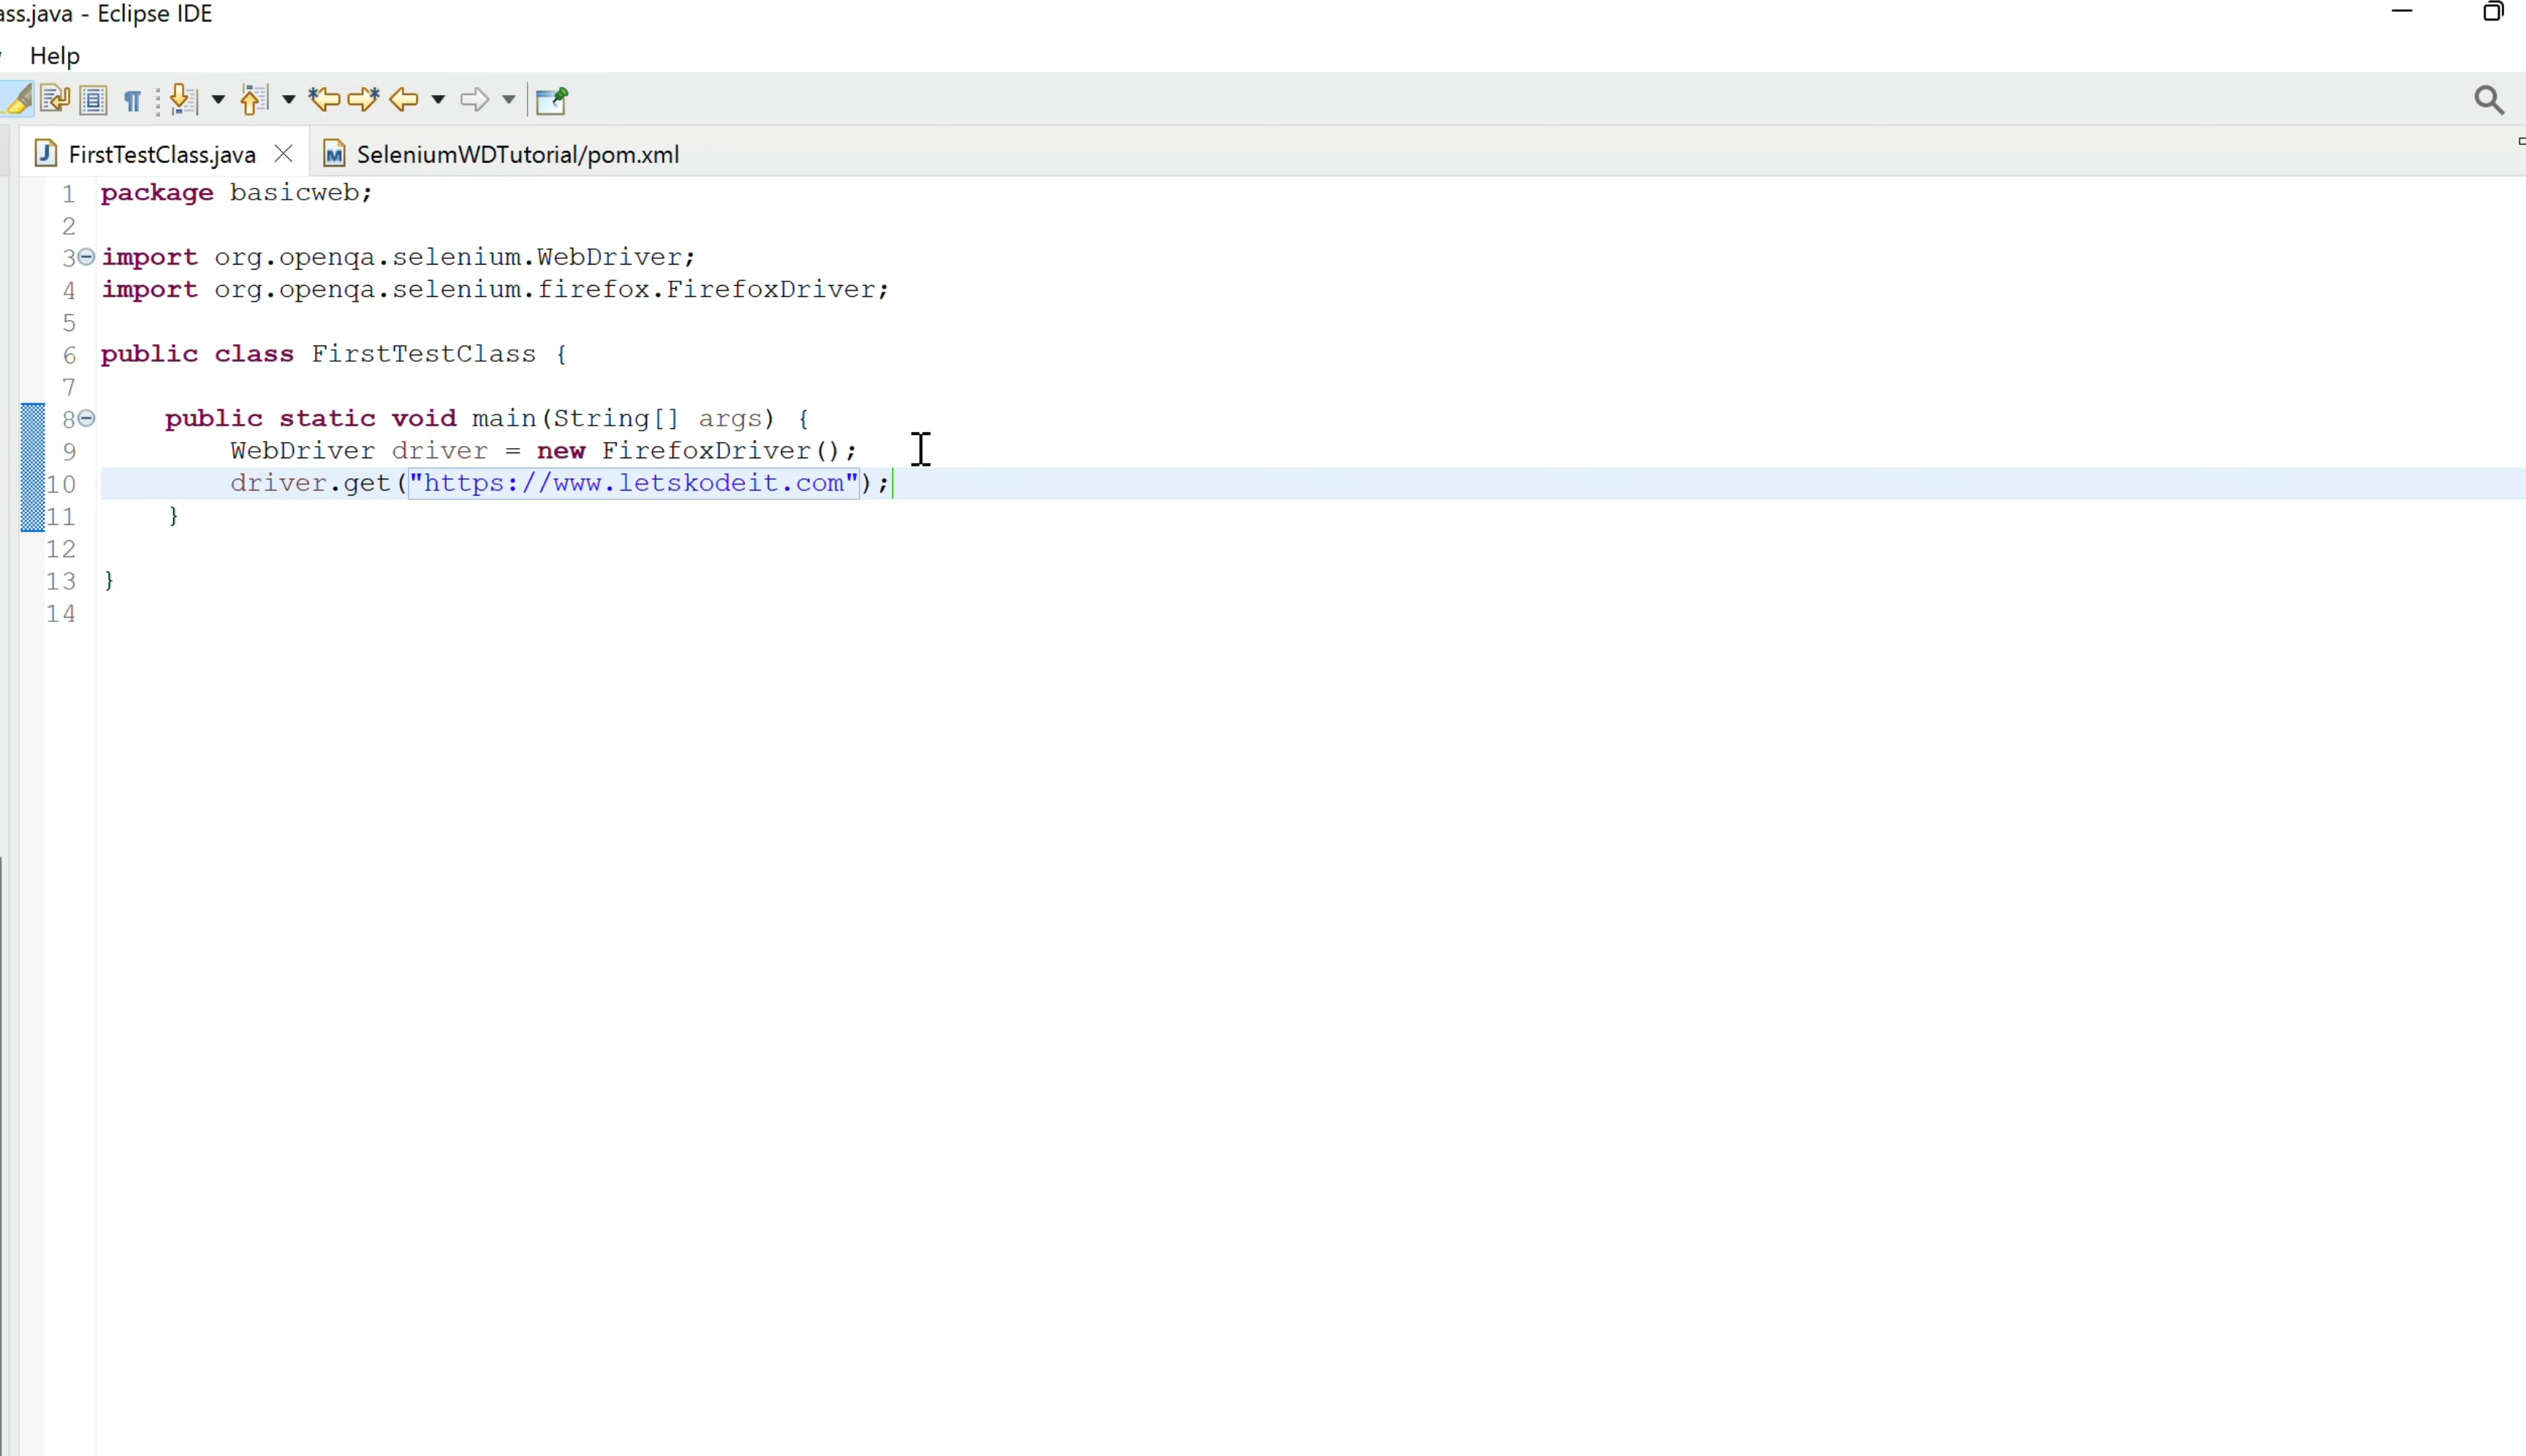 ass.java - Eclipse IDE
Help
FirstTestClass.java
SeleniumWDTutorial/pom.xml
1 package basicweb;
2
3 import org.openqa.selenium.WebDriver;
4 import org.openqa.selenium.firefox.FirefoxDriver;
5
6 public class FirstTestClass {
7
8 public static void main(String[] args) {
9 WebDriver driver = new FirefoxDriver();
10 driver.get("https://www.letskodeit.com");
11 }
12
13 }
14